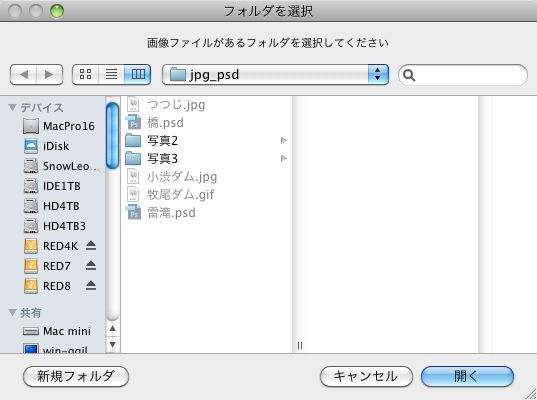 フォルダを選択
画像ファイルがあるフォルダを選択してください
jpg_psd
デバイス
MacPro16
iDisk
SnowLeo...
IDE1TB
HD4TB
HD4TB3
RED4K
RED7
RED8
共有
Mac mini
つつじ.jpg
橋.psd
写真2
写真3
小渋ダム.jpg
牧尾ダム.gif
雷滝.psd
新規フォルダ
キャンセル
開く